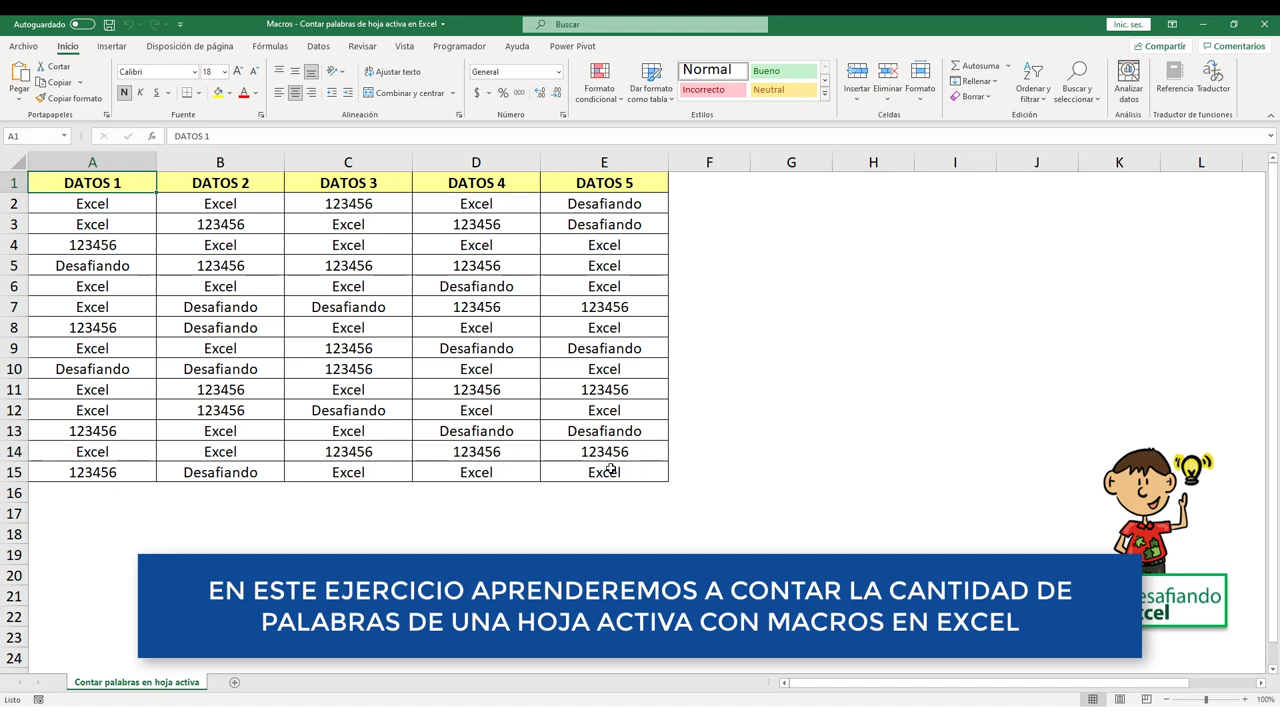 Autoguardado
Macros - Contar palabras de hoja activa en Excel
Buscar
Inic. ses.
Archivo Inicio Insertar Disposición de página Fórmulas Datos Revisar Vista Programador Ayuda Power Pivot Compartir Comentarios
Pegar
Cortar
Copiar
Copiar formato
Portapapeles
Calibri 18
N K S
Fuente
Ajustar texto
Combinar y centrar
Alineación
General
$ % 000
Número
Formato condicional
Dar formato como tabla
Normal Bueno
Incorrecto Neutral
Estilos
Insertar Eliminar Formato
Celdas
Autosuma
Rellenar
Borrar
Ordenar y filtrar
Buscar y seleccionar
Edición
Analizar datos
Análisis
Referencia Traductor
Traductor de funciones
A1 fx DATOS 1
A B C D E F G H I J K L
1 DATOS 1 DATOS 2 DATOS 3 DATOS 4 DATOS 5
2 Excel Excel 123456 Excel Desafiando
3 Excel 123456 Excel 123456 Desafiando
4 123456 Excel Excel Excel Excel
5 Desafiando 123456 123456 123456 Excel
6 Excel Excel Excel Desafiando Excel
7 Excel Desafiando Desafiando 123456 123456
8 123456 Desafiando Excel Excel Excel
9 Excel Excel 123456 Desafiando Desafiando
10 Desafiando Desafiando 123456 Excel Excel
11 Excel 123456 Excel 123456 123456
12 Excel 123456 Desafiando Excel Excel
13 123456 Excel Excel Desafiando Desafiando
14 Excel Excel 123456 123456 123456
15 123456 Desafiando Excel Excel Excel
16
17
18
19
20
21
22
23
24
EN ESTE EJERCICIO APRENDEREMOS A CONTAR LA CANTIDAD DE
PALABRAS DE UNA HOJA ACTIVA CON MACROS EN EXCEL
esafiando
xcel
Contar palabras en hoja activa
Listo
100%